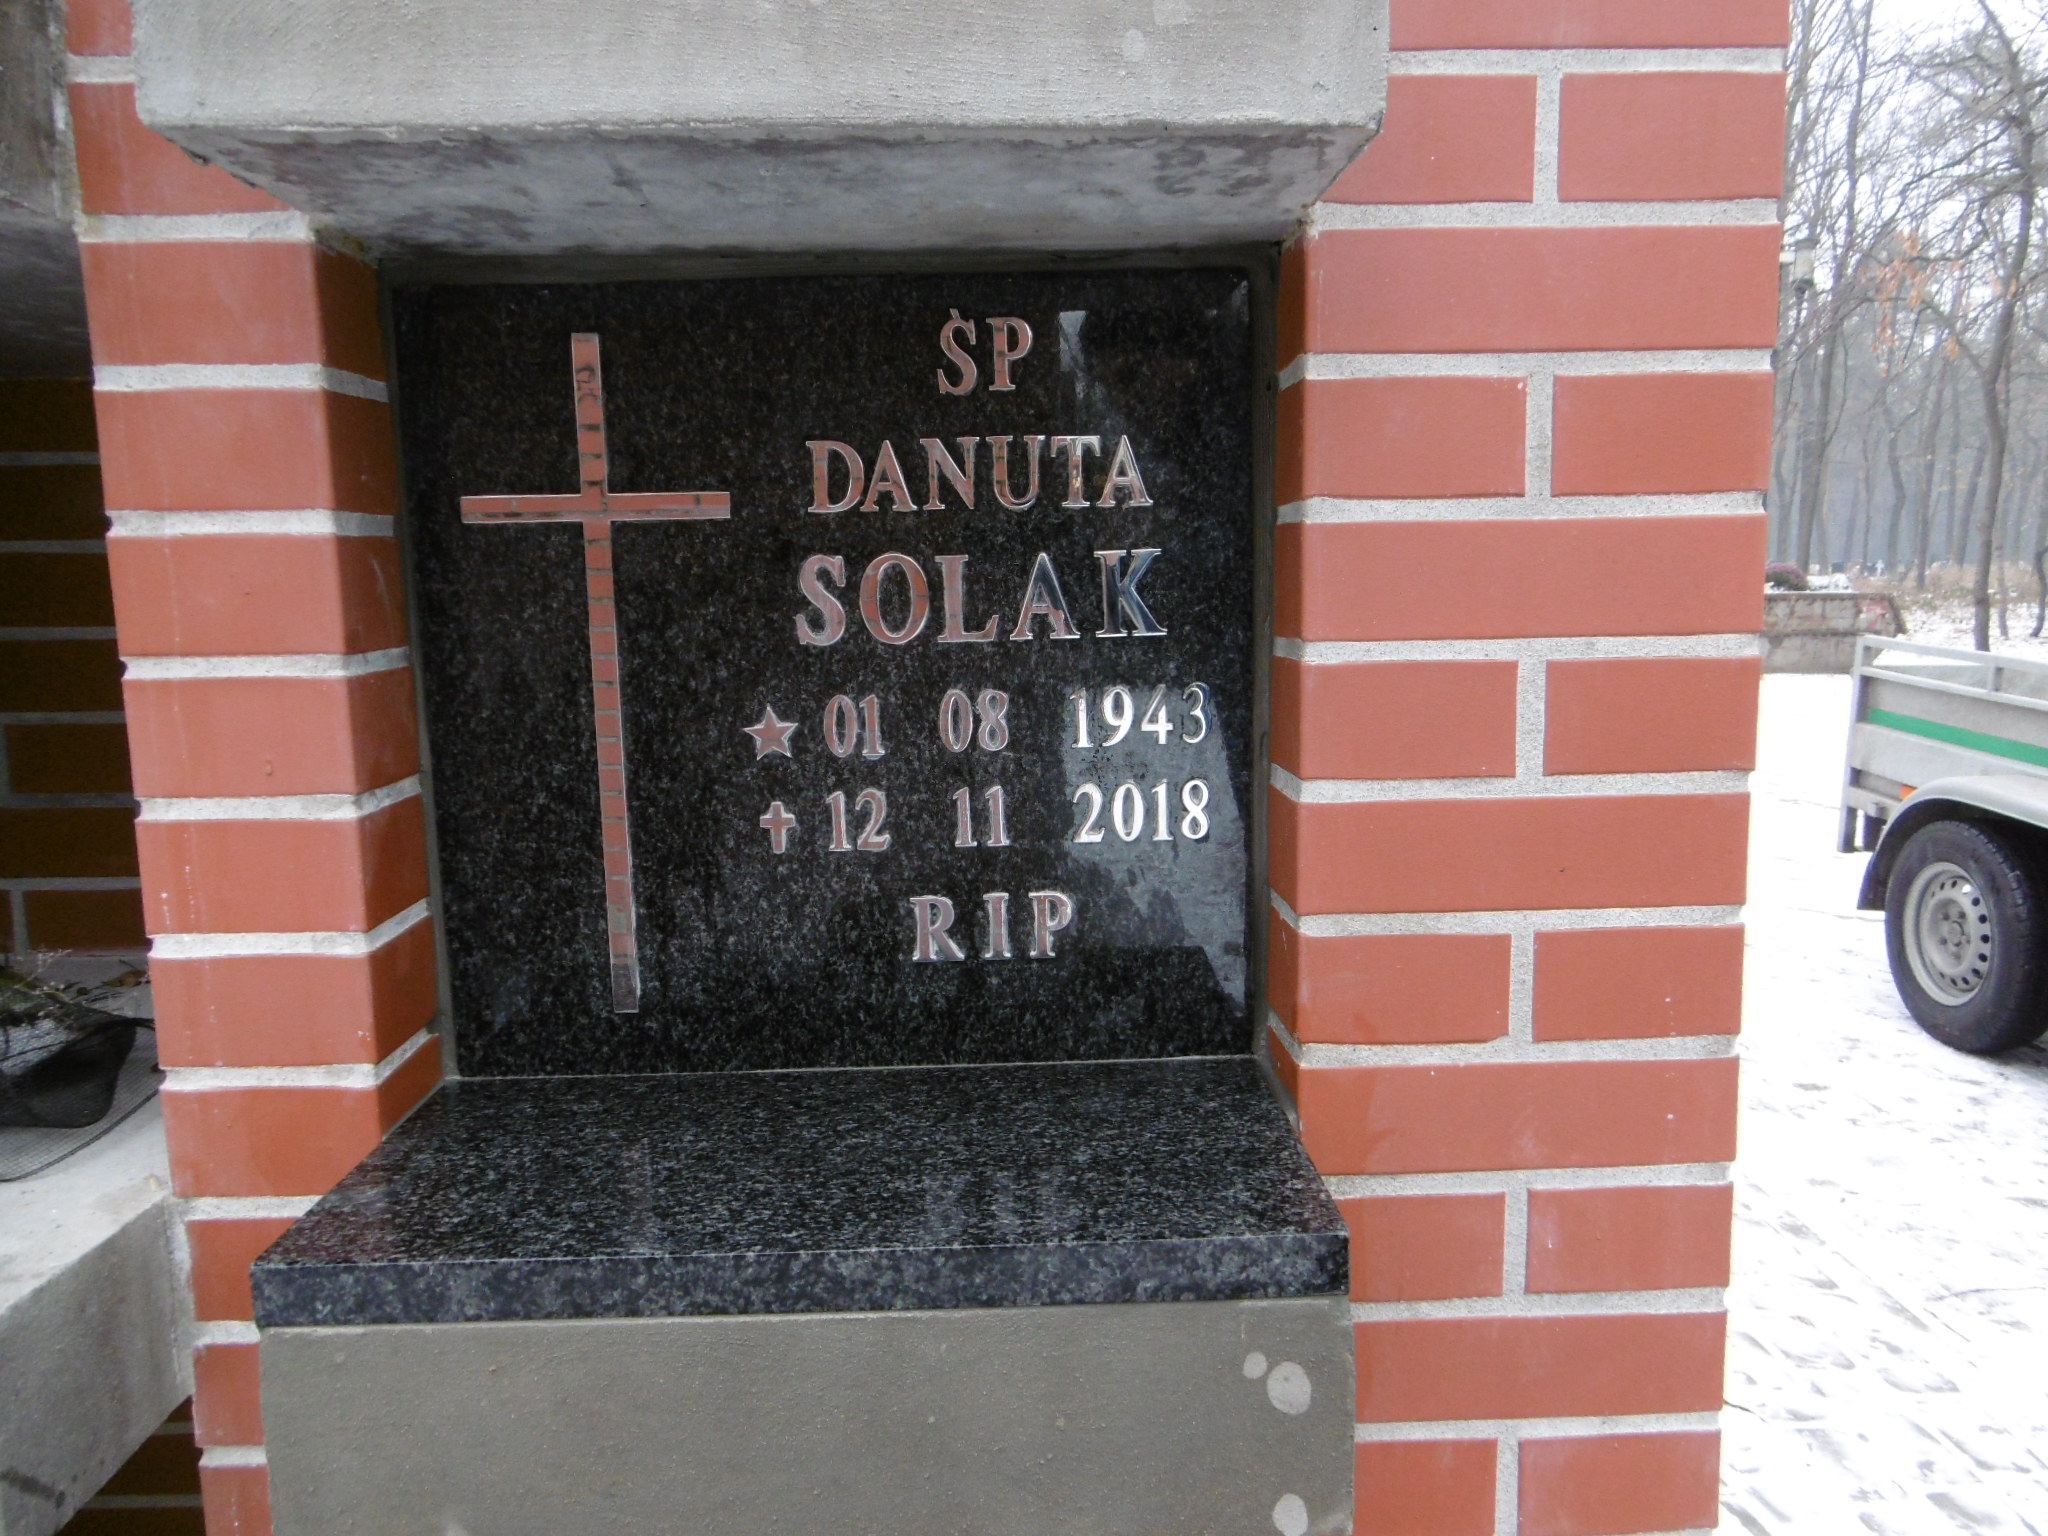 ŚP
DANUTA
SOLAK
★ 01 08 1943
✝ 12 11 2018
RIP